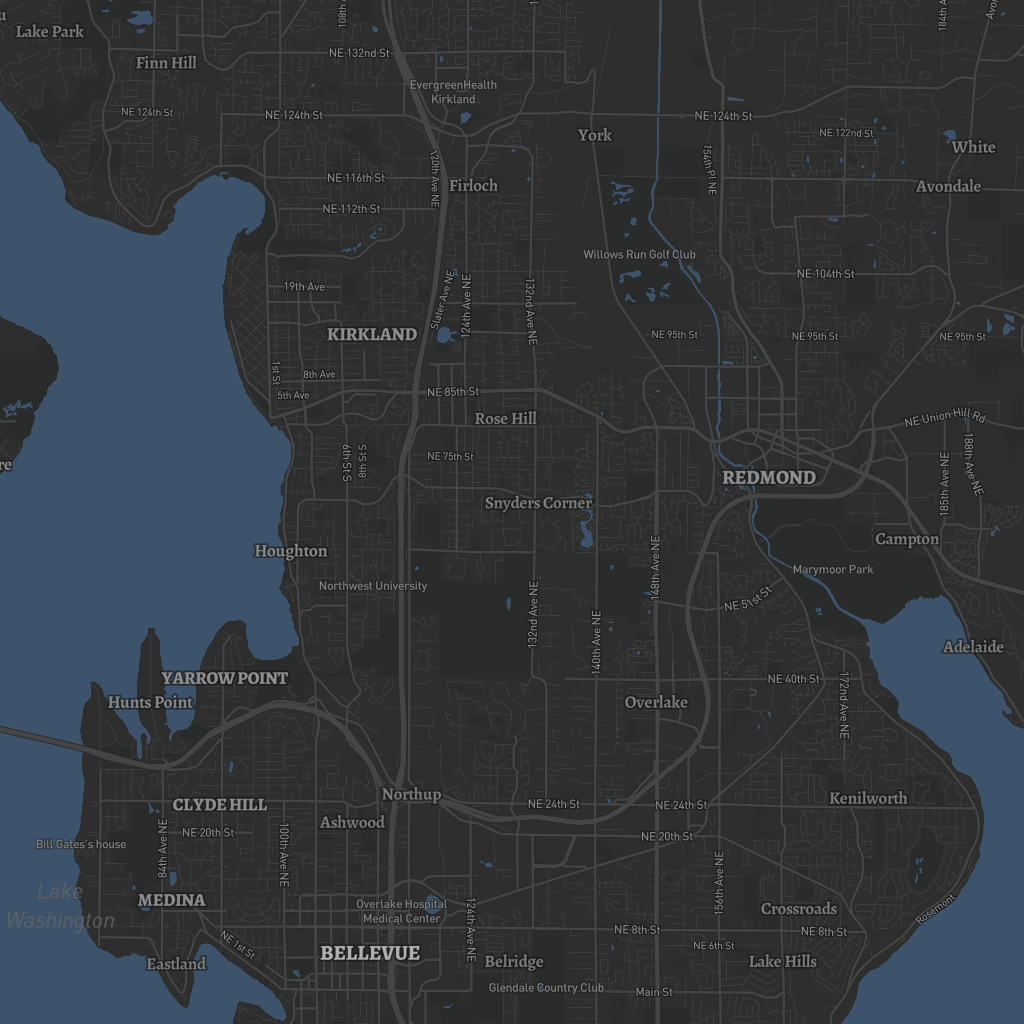 Lake Park
Finn Hill
NE 132nd St
108th
184th A
Avo
EvergreenHealth
Kirkland
NE 124th St
NE 124th St
NE 124th St
York
NE 122nd St
White
154th Pl NE
120th Ave NE
NE 116th St
Firloch
Avondale
NE 112th St
Willows Run Golf Club
NE 104th St
19th Ave
Slater Ave NE
124th Ave NE
132nd Ave NE
KIRKLAND
NE 95th St
NE 95th St
NE 95th St
1st St
8th Ave
5th Ave
NE 85th St
Rose Hill
NE Union Hill Rd
6th St S
8th St S
NE 75th St
re
REDMOND
188th Ave NE
185th Ave NE
Snyders Corner
Houghton
Campton
148th Ave NE
Northwest University
Marymoor Park
NE 51st St
132nd Ave NE
140th Ave NE
Adelaide
YARROW POINT
NE 40th St
Hunts Point
Overlake
172nd Ave NE
Northup
NE 24th St
NE 24th St
Kenilworth
CLYDE HILL
Ashwood
NE 20th St
NE 20th St
Bill Gates's house
84th Ave NE
100th Ave NE
156th Ave NE
Lake
Washington
MEDINA
Overlake Hospital
Medical Center
124th Ave NE
Crossroads
Rosemont
NE 8th St
NE 8th St
NE 1st St
NE 6th St
BELLEVUE
Eastland
Belridge
Lake Hills
Glendale Country Club
Main St